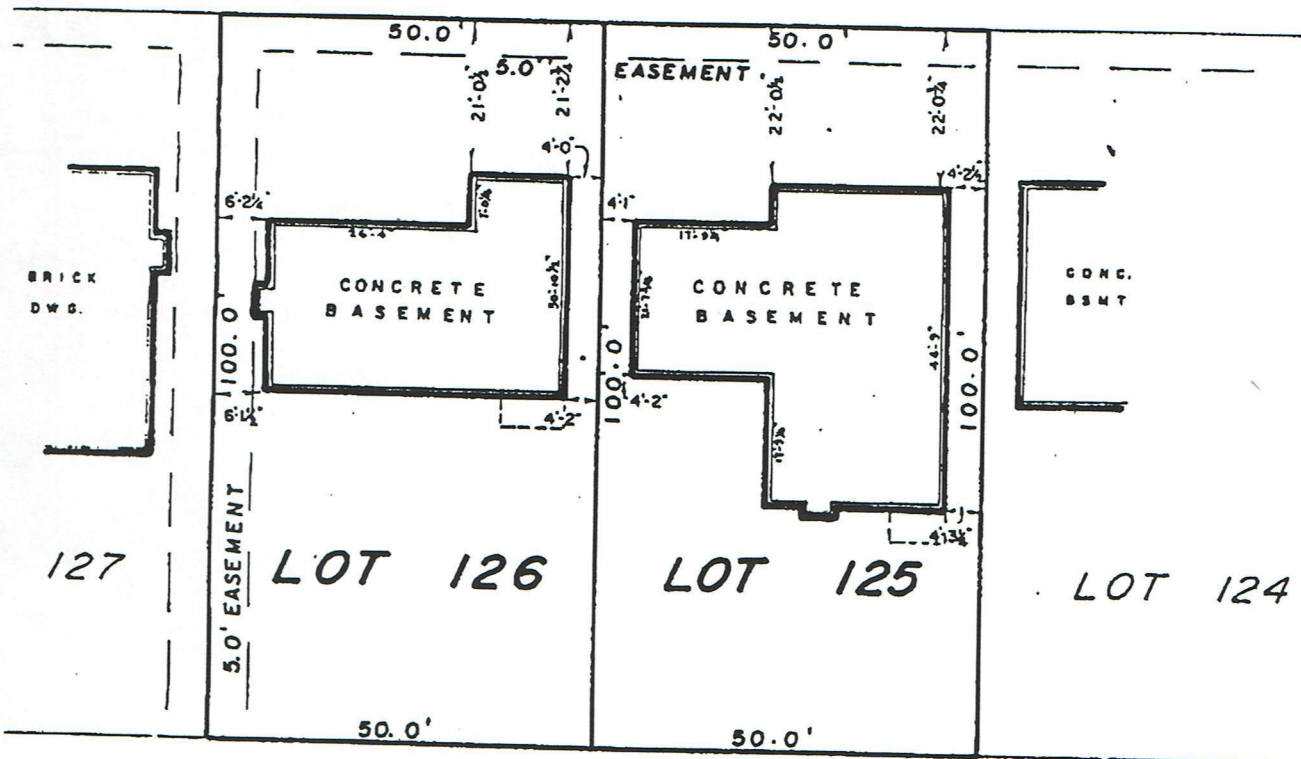 50.0'
50.0'
5.0'
EASEMENT.
21'-0½"
21'-2¼"
22'-0½"
22'-0¾"
4'-0"
4'-2½"
6'-2¼"
4'-1"
26'-4"
BRICK
DWG.
CONCRETE
BASEMENT
CONCRETE
BASEMENT
CONC.
BSMT
44'-9"
100.0'
100.0'
100.0'
6'-1½"
4'-2"
4'-2"
127
5.0' EASEMENT
LOT 126
LOT 125
LOT 124
50.0'
50.0'